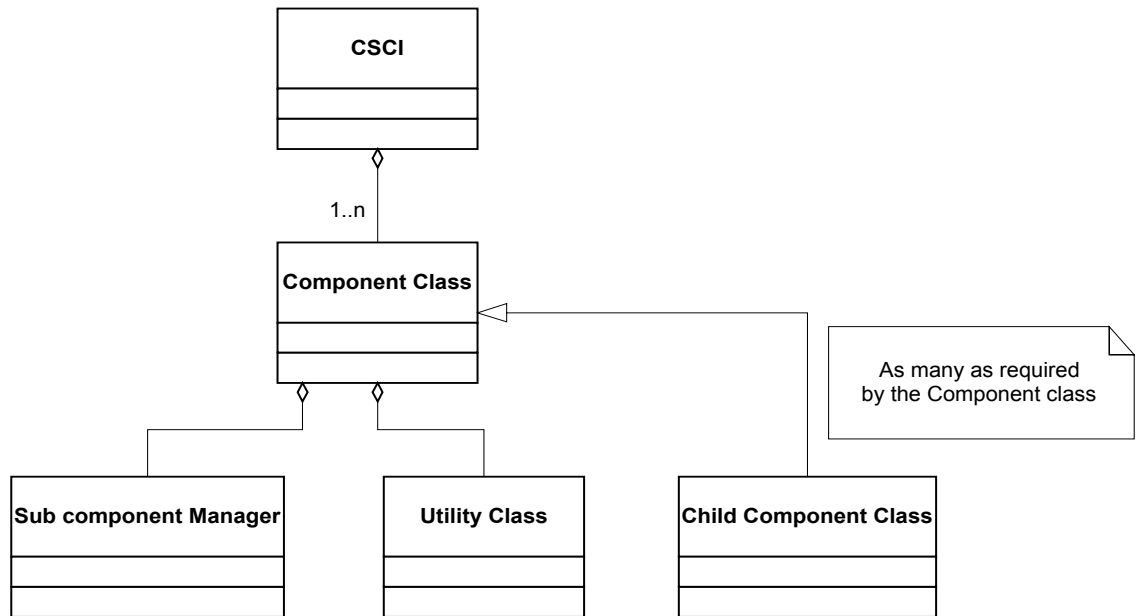 CSCI
1..n
Component Class
As many as required
by the Component class
Sub component Manager
Utility Class
Child Component Class